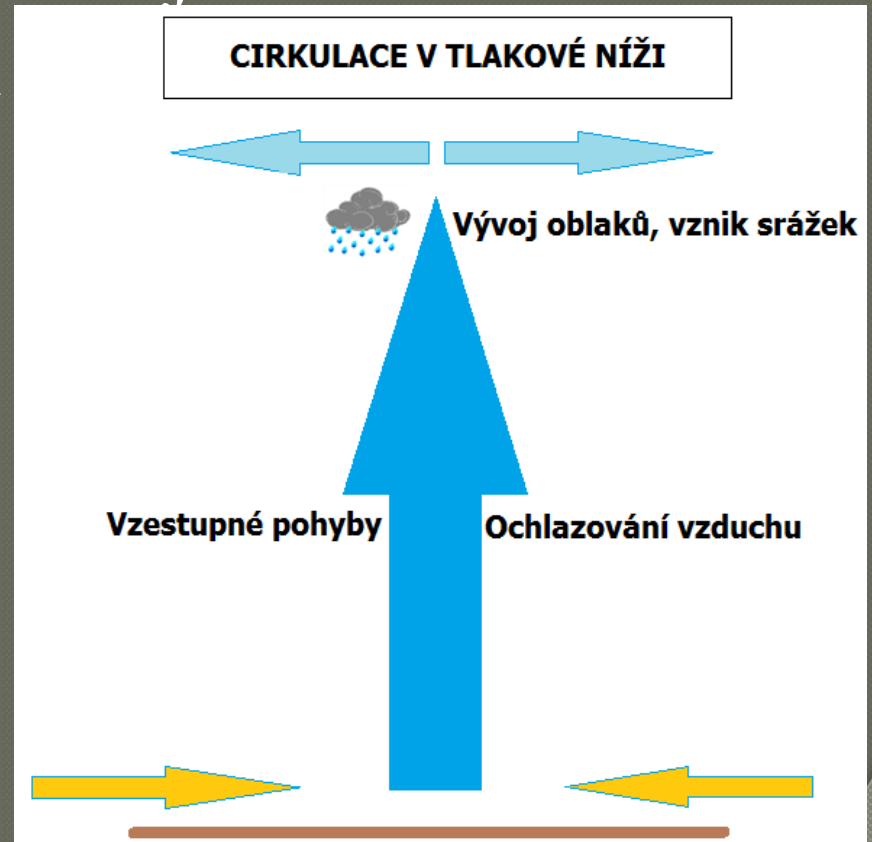 CIRKULACE V TLAKOVÉ NÍŽI
Vývoj oblaků, vznik srážek
Vzestupné pohyby
Ochlazování vzduchu